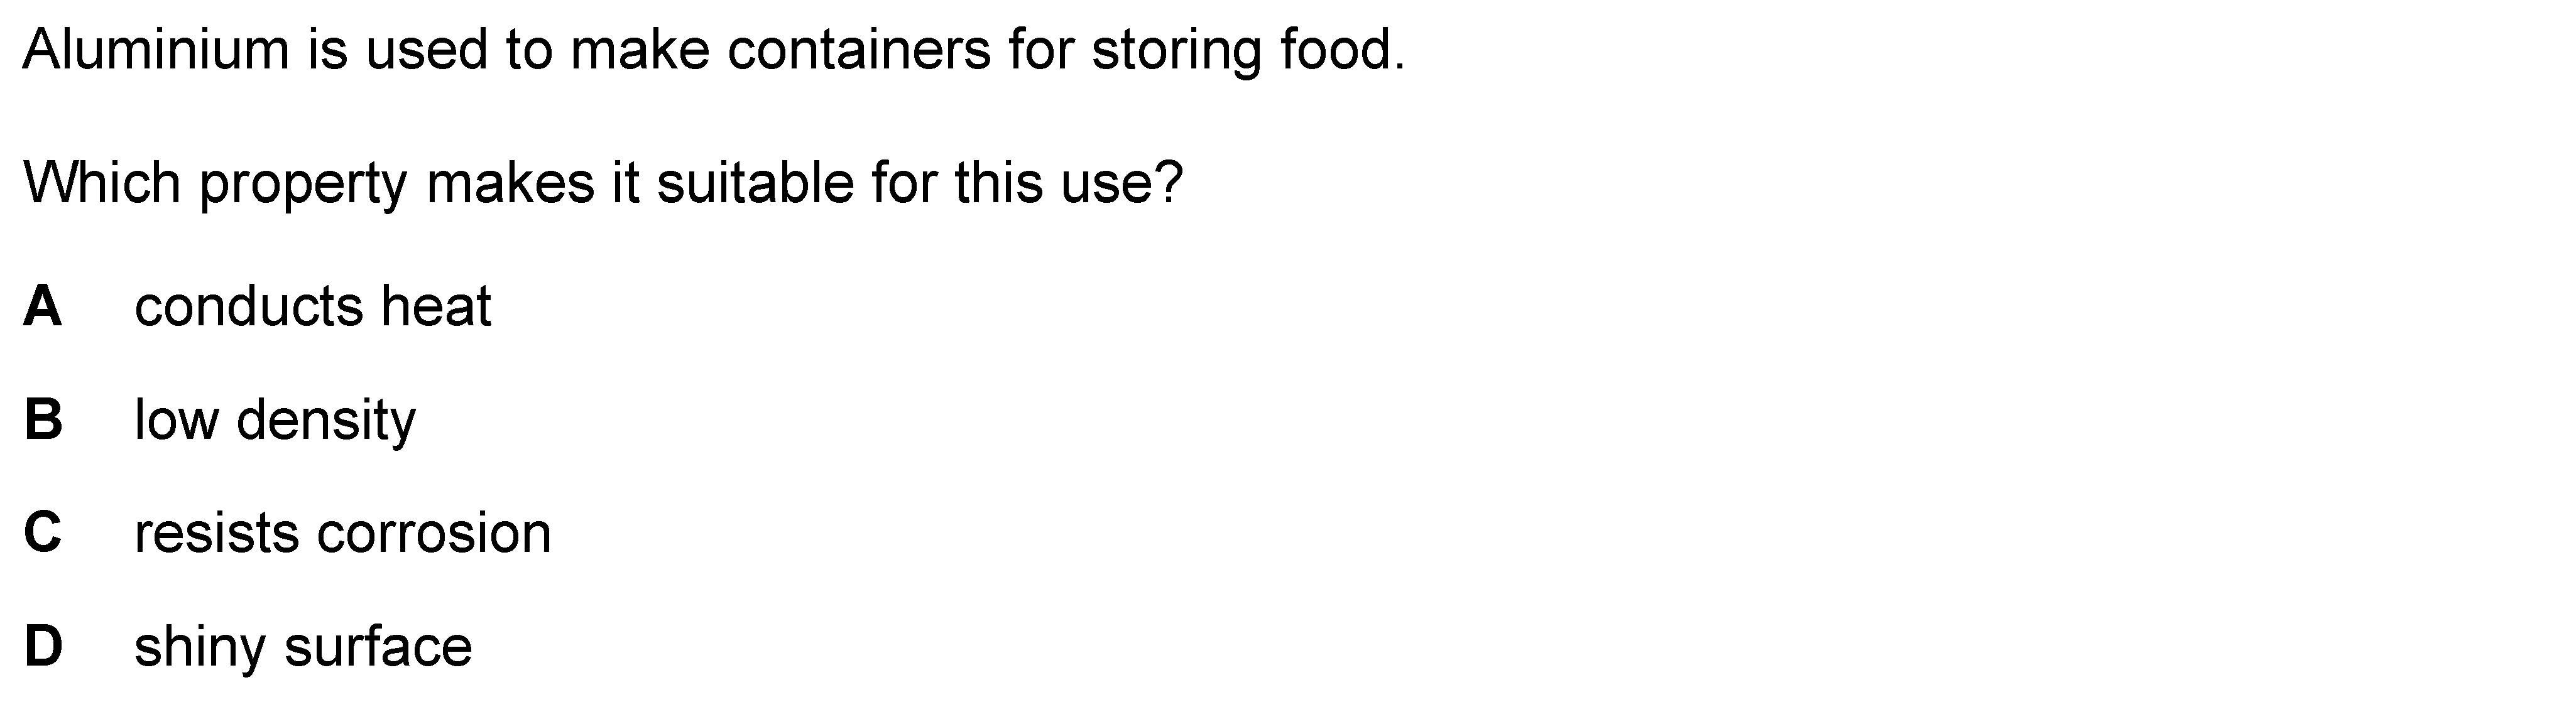 Aluminium is used to make containers for storing food.
Which property makes it suitable for this use?
A conducts heat
B low density
C resists corrosion
D shiny surface